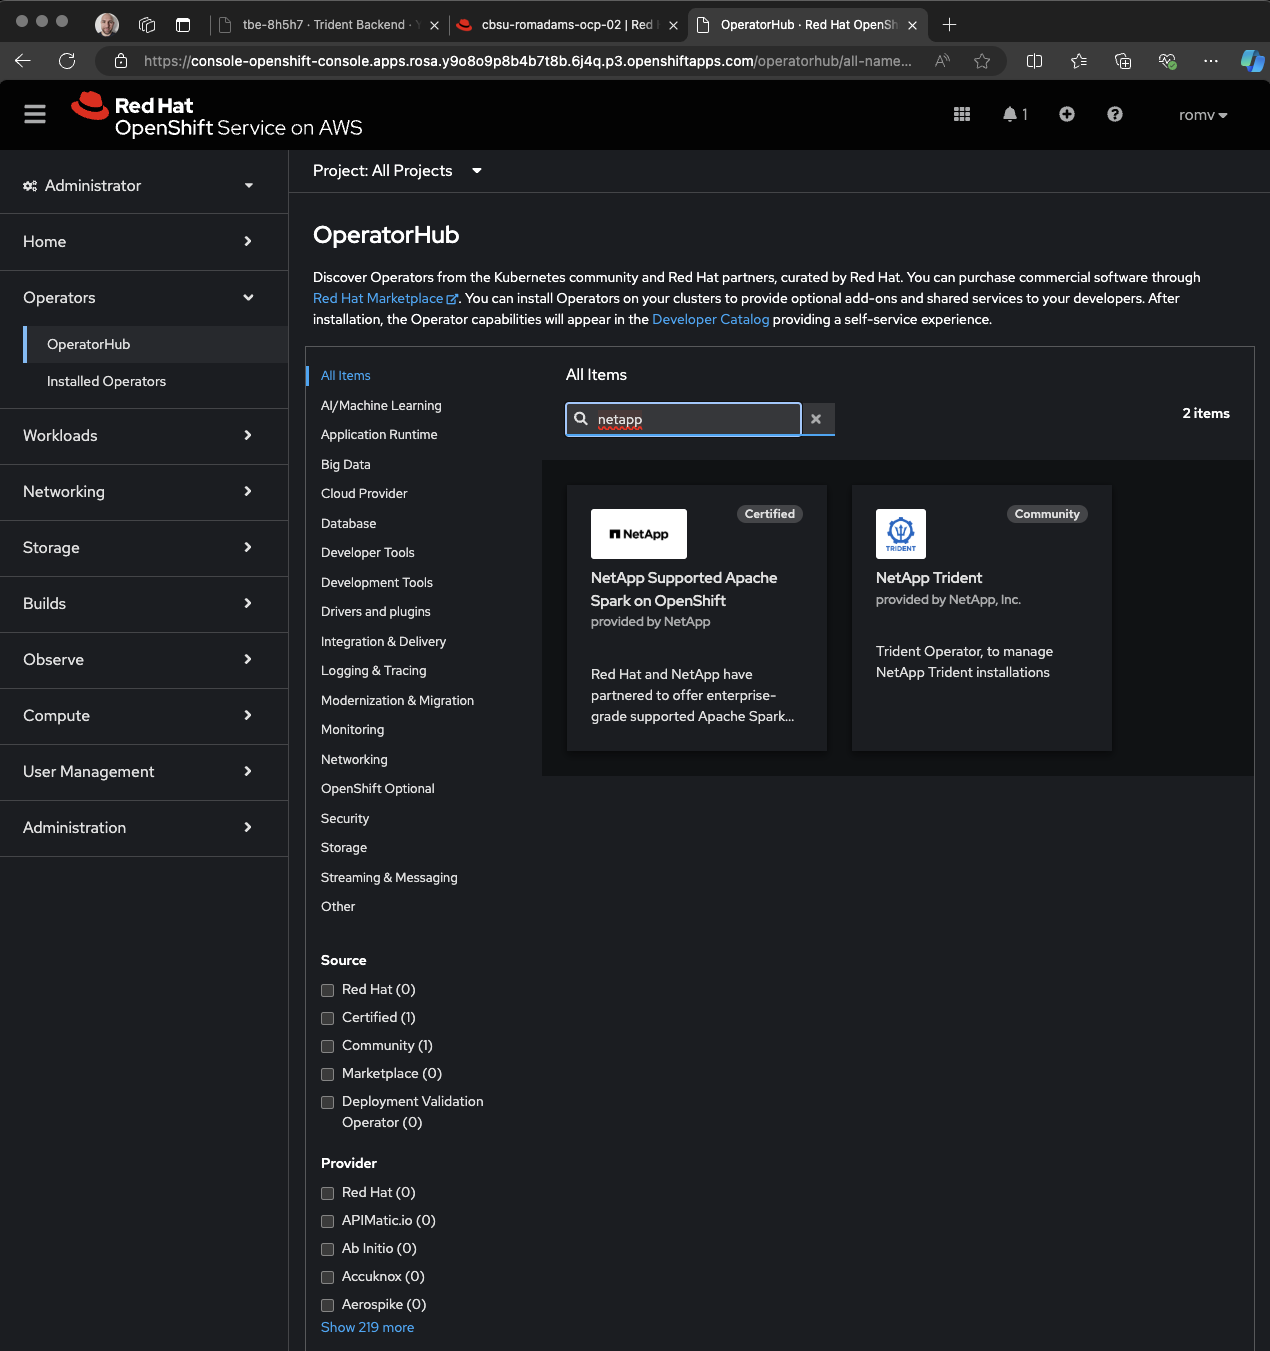 tbe-8h5h7 · Trident Backend ·
cbsu-romadams-ocp-02 | Red
OperatorHub · Red Hat OpenSh
https://console-openshift-console.apps.rosa.y9o8o9p8b4b7t8b.6j4q.p3.openshiftapps.com/operatorhub/all-name...
Red Hat
OpenShift Service on AWS
1
romv
Administrator
Project: All Projects
Home
Operators
OperatorHub
Installed Operators
Workloads
Networking
Storage
Builds
Observe
Compute
User Management
Administration
OperatorHub
Discover Operators from the Kubernetes community and Red Hat partners, curated by Red Hat. You can purchase commercial software through
Red Hat Marketplace. You can install Operators on your clusters to provide optional add-ons and shared services to your developers. After
installation, the Operator capabilities will appear in the Developer Catalog providing a self-service experience.
All Items
AI/Machine Learning
Application Runtime
Big Data
Cloud Provider
Database
Developer Tools
Development Tools
Drivers and plugins
Integration & Delivery
Logging & Tracing
Modernization & Migration
Monitoring
Networking
OpenShift Optional
Security
Storage
Streaming & Messaging
Other
Source
Red Hat (0)
Certified (1)
Community (1)
Marketplace (0)
Deployment Validation
Operator (0)
Provider
Red Hat (0)
APIMatic.io (0)
Ab Initio (0)
Accuknox (0)
Aerospike (0)
Show 219 more
All Items
netapp
2 items
NetApp
Certified
NetApp Supported Apache
Spark on OpenShift
provided by NetApp
Red Hat and NetApp have
partnered to offer enterprise-
grade supported Apache Spark...
TRIDENT
Community
NetApp Trident
provided by NetApp, Inc.
Trident Operator, to manage
NetApp Trident installations